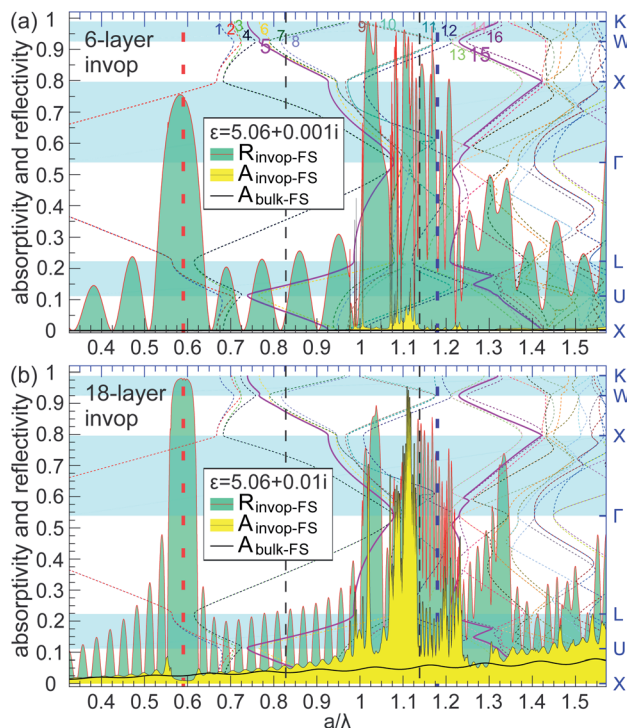 (a)
absorptivity and reflectivity
1
0.9
0.8
0.7
0.6
0.5
0.4
0.3
0.2
0.1
0
6-layer
invop
1 2 3 4 5 6 7 8 9 10 11 12 13 14 15 16
ε=5.06+0.001i
R invop-FS
A invop-FS
A bulk-FS
K
W
X
Γ
L
U
X
0.4 0.5 0.6 0.7 0.8 0.9 1 1.1 1.2 1.3 1.4 1.5
(b)
absorptivity and reflectivity
1
0.9
0.8
0.7
0.6
0.5
0.4
0.3
0.2
0.1
0
18-layer
invop
ε=5.06+0.01i
R invop-FS
A invop-FS
A bulk-FS
K
W
X
Γ
L
U
X
0.4 0.5 0.6 0.7 0.8 0.9 1 1.1 1.2 1.3 1.4 1.5
a/λ